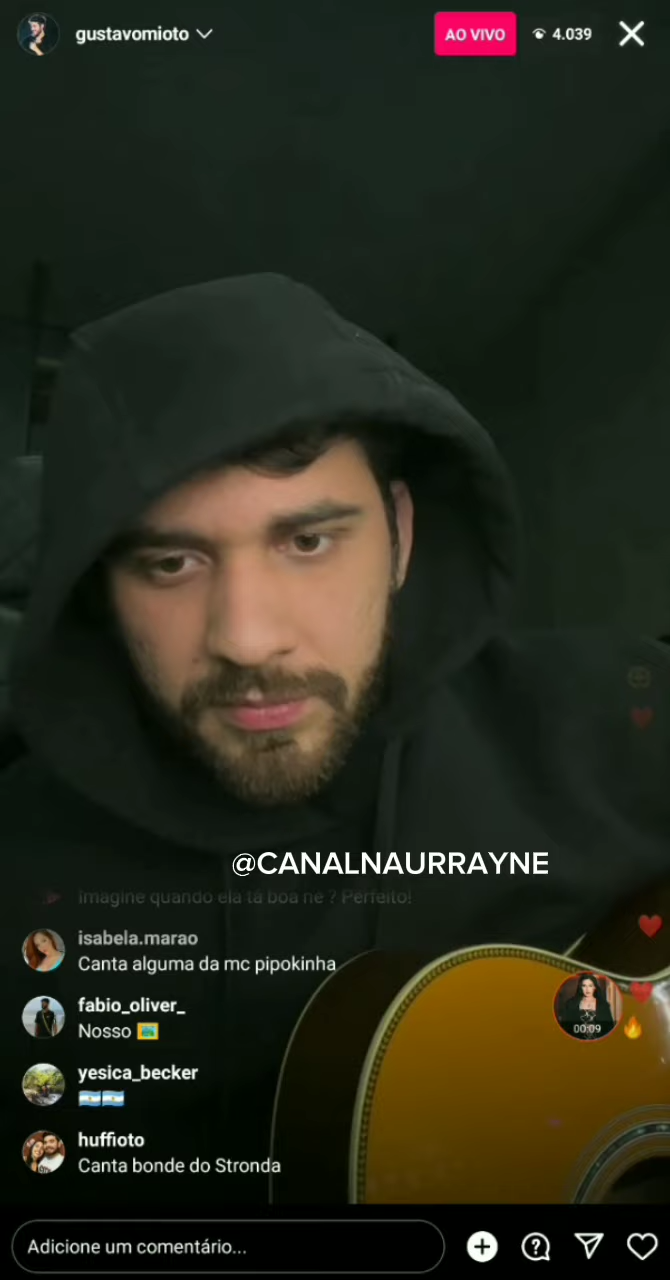 gustavomioto
AO VIVO
4.039
@CANALNAURRAYNE
Imagine quando ela tá boa né ? Perfeito!
isabela.marao
Canta alguma da mc pipokinha
fabio_oliver_
Nosso 🖼️
yesica_becker
🇦🇷🇦🇷
huffioto
Canta bonde do Stronda
00:09
Adicione um comentário...